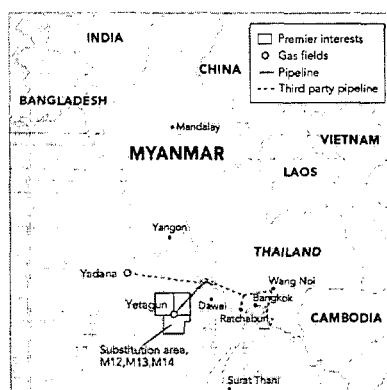 INDIA
CHINA
BANGLADESH
Premier interests
Gas fields
Pipeline
Third party pipeline
Mandalay
MYANMAR
VIETNAM
LAOS
Yangon
THAILAND
Yadana
Wang Noi
Yetagun
Dawei
Bangkok
Ratchaburi
CAMBODIA
Substitution area,
M12,M13,M14
Surat Thani